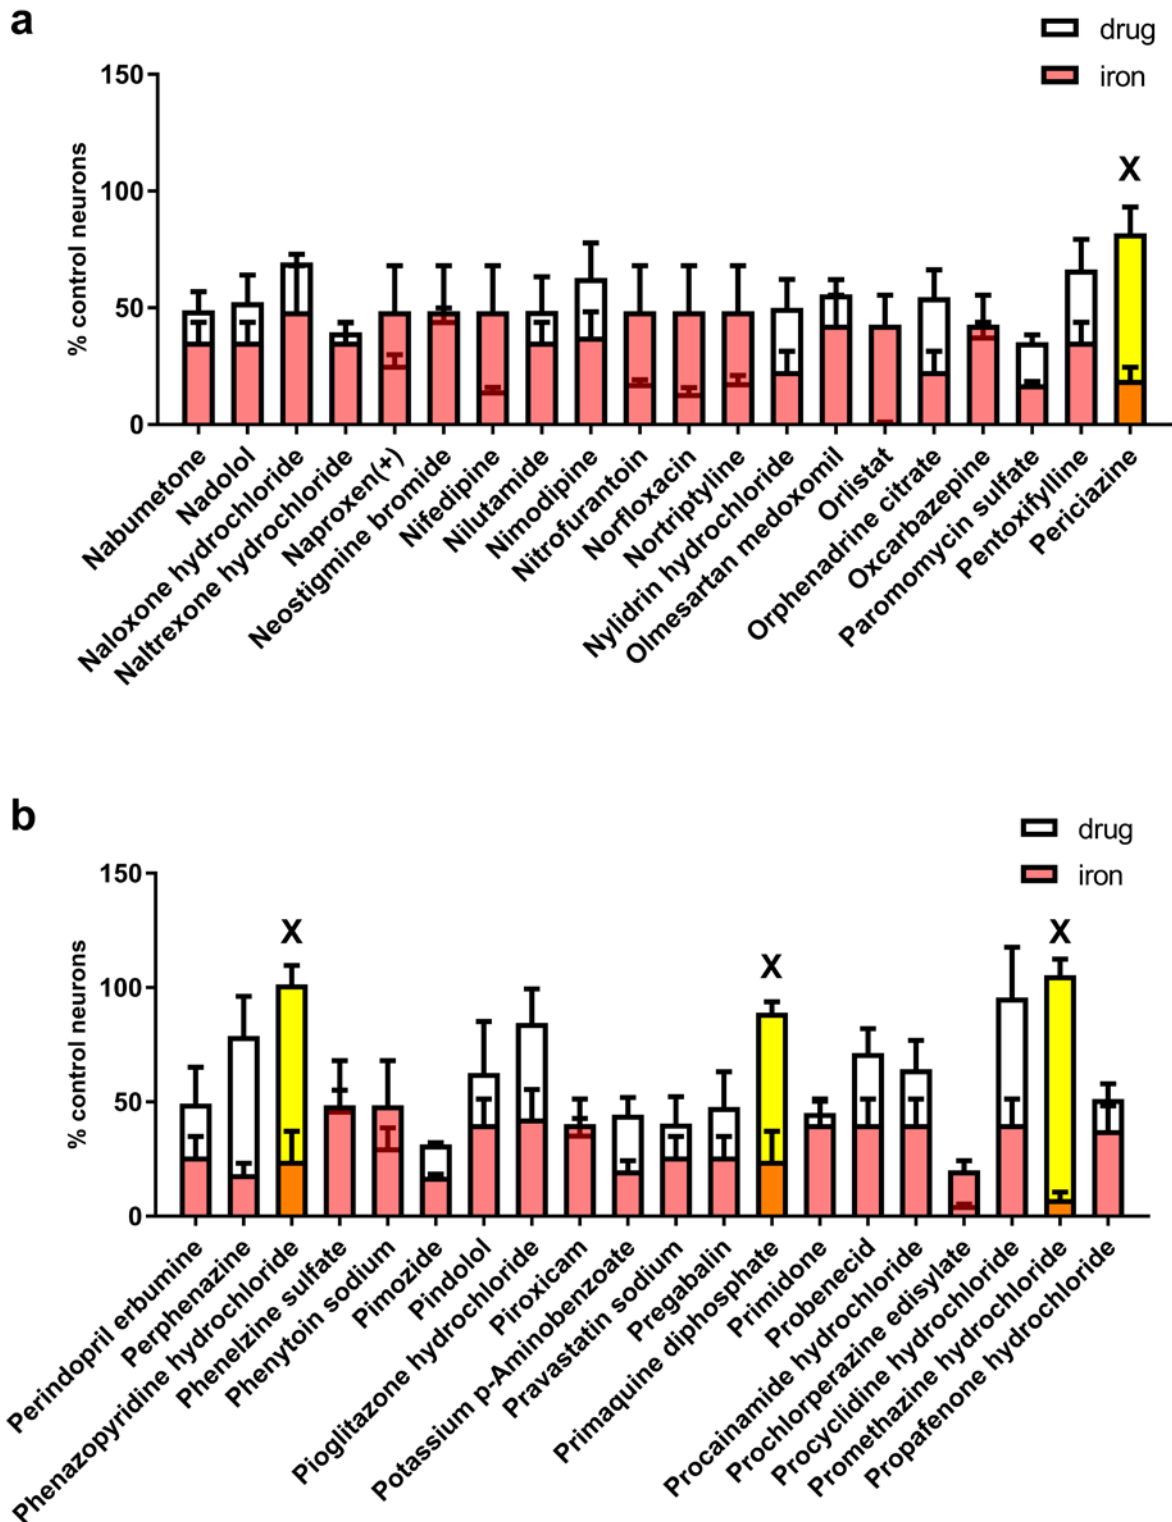 a
drug
iron
150
100
50
0
% control neurons
X
Nabumetone
Nadolol
Naloxone hydrochloride
Naltrexone hydrochloride
Naproxen(+)
Neostigmine bromide
Nifedipine
Nilutamide
Nimodipine
Nitrofurantoin
Norfloxacin
Nortriptyline
Nylidrin hydrochloride
Olmesartan medoxomil
Orlistat
Orphenadrine citrate
Oxcarbazepine
Paromomycin sulfate
Pentoxifylline
Periciazine
b
drug
iron
150
100
50
0
% control neurons
X
X
X
Perindopril erbumine
Perphenazine
Phenazopyridine hydrochloride
Phenelzine sulfate
Phenytoin sodium
Pimozide
Pindolol
Pioglitazone hydrochloride
Piroxicam
Potassium p-Aminobenzoate
Pravastatin sodium
Pregabalin
Primaquine diphosphate
Primidone
Probenecid
Procainamide hydrochloride
Prochlorperazine edisylate
Procyclidine hydrochloride
Promethazine hydrochloride
Propafenone hydrochloride